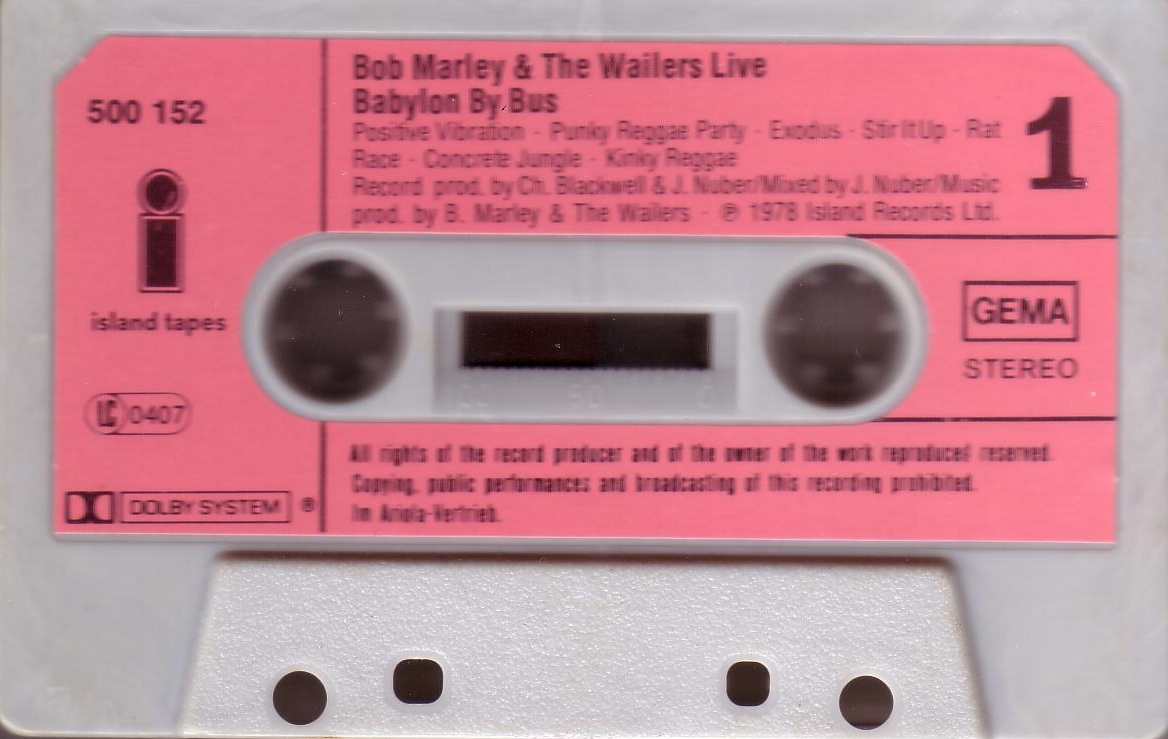 500 152
island tapes
LC 0407
DOLBY SYSTEM ®
Bob Marley & The Wailers Live
Babylon By Bus
Positive Vibration - Punky Reggae Party - Exodus - Stir It Up - Rat
Race - Concrete Jungle - Kinky Reggae
Record prod. by Ch. Blackwell & J. Nuber/Mixed by J. Nuber/Music
prod. by B. Marley & The Wailers - ℗ 1978 Island Records Ltd.
1
GEMA
STEREO
50 0
All rights of the record producer and of the owner of the work reproduced reserved.
Copying, public performances and broadcasting of this recording prohibited.
Im Ariola-Vertrieb.